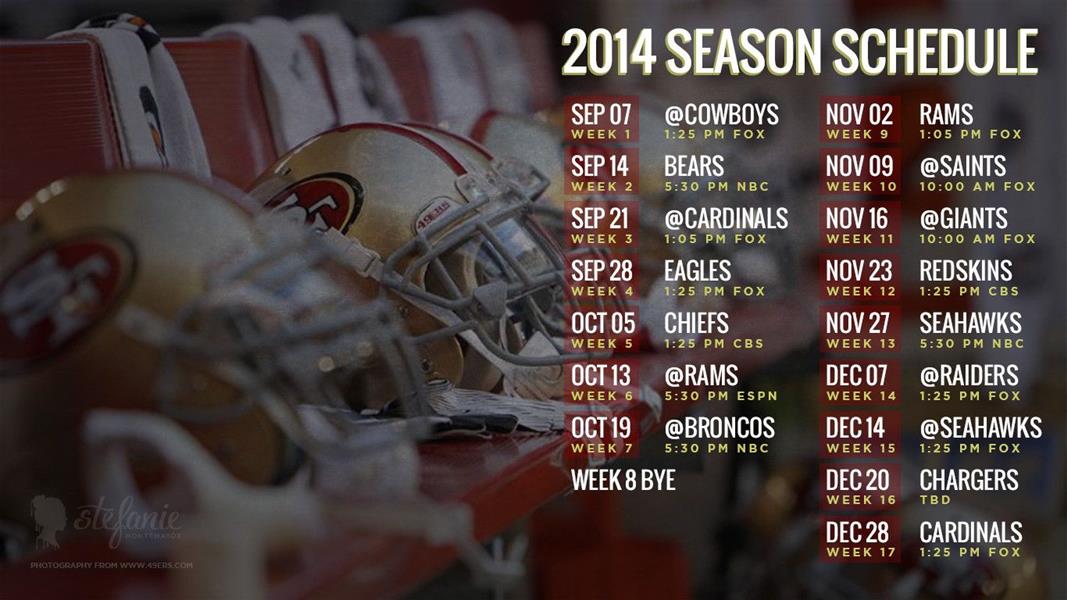 2014 SEASON SCHEDULE
SEP 07 @COWBOYS
WEEK 1 1:25 PM FOX
SEP 14 BEARS
WEEK 2 5:30 PM NBC
SEP 21 @CARDINALS
WEEK 3 1:05 PM FOX
SEP 28 EAGLES
WEEK 4 1:25 PM FOX
OCT 05 CHIEFS
WEEK 5 1:25 PM CBS
OCT 13 @RAMS
WEEK 6 5:30 PM ESPN
OCT 19 @BRONCOS
WEEK 7 5:30 PM NBC
WEEK 8 BYE
NOV 02 RAMS
WEEK 9 1:05 PM FOX
NOV 09 @SAINTS
WEEK 10 10:00 AM FOX
NOV 16 @GIANTS
WEEK 11 10:00 AM FOX
NOV 23 REDSKINS
WEEK 12 1:25 PM CBS
NOV 27 SEAHAWKS
WEEK 13 5:30 PM NBC
DEC 07 @RAIDERS
WEEK 14 1:25 PM FOX
DEC 14 @SEAHAWKS
WEEK 15 1:25 PM FOX
DEC 20 CHARGERS
WEEK 16 TBD
DEC 28 CARDINALS
WEEK 17 1:25 PM FOX
49ERS
SF
SF
stefanie
MONTEMAYOR
PHOTOGRAPHY FROM WWW.49ERS.COM